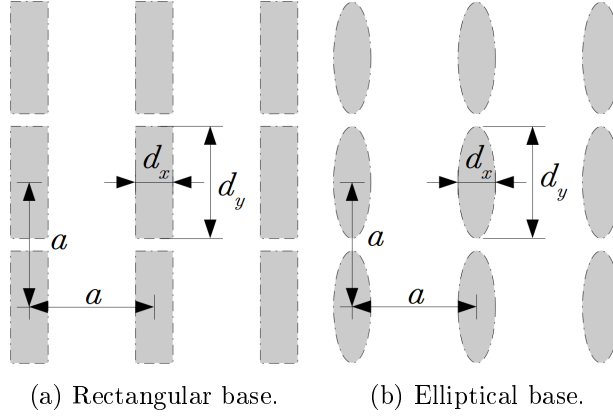 d_x
d_y
a
a
d_x
d_y
a
a
(a) Rectangular base.
(b) Elliptical base.